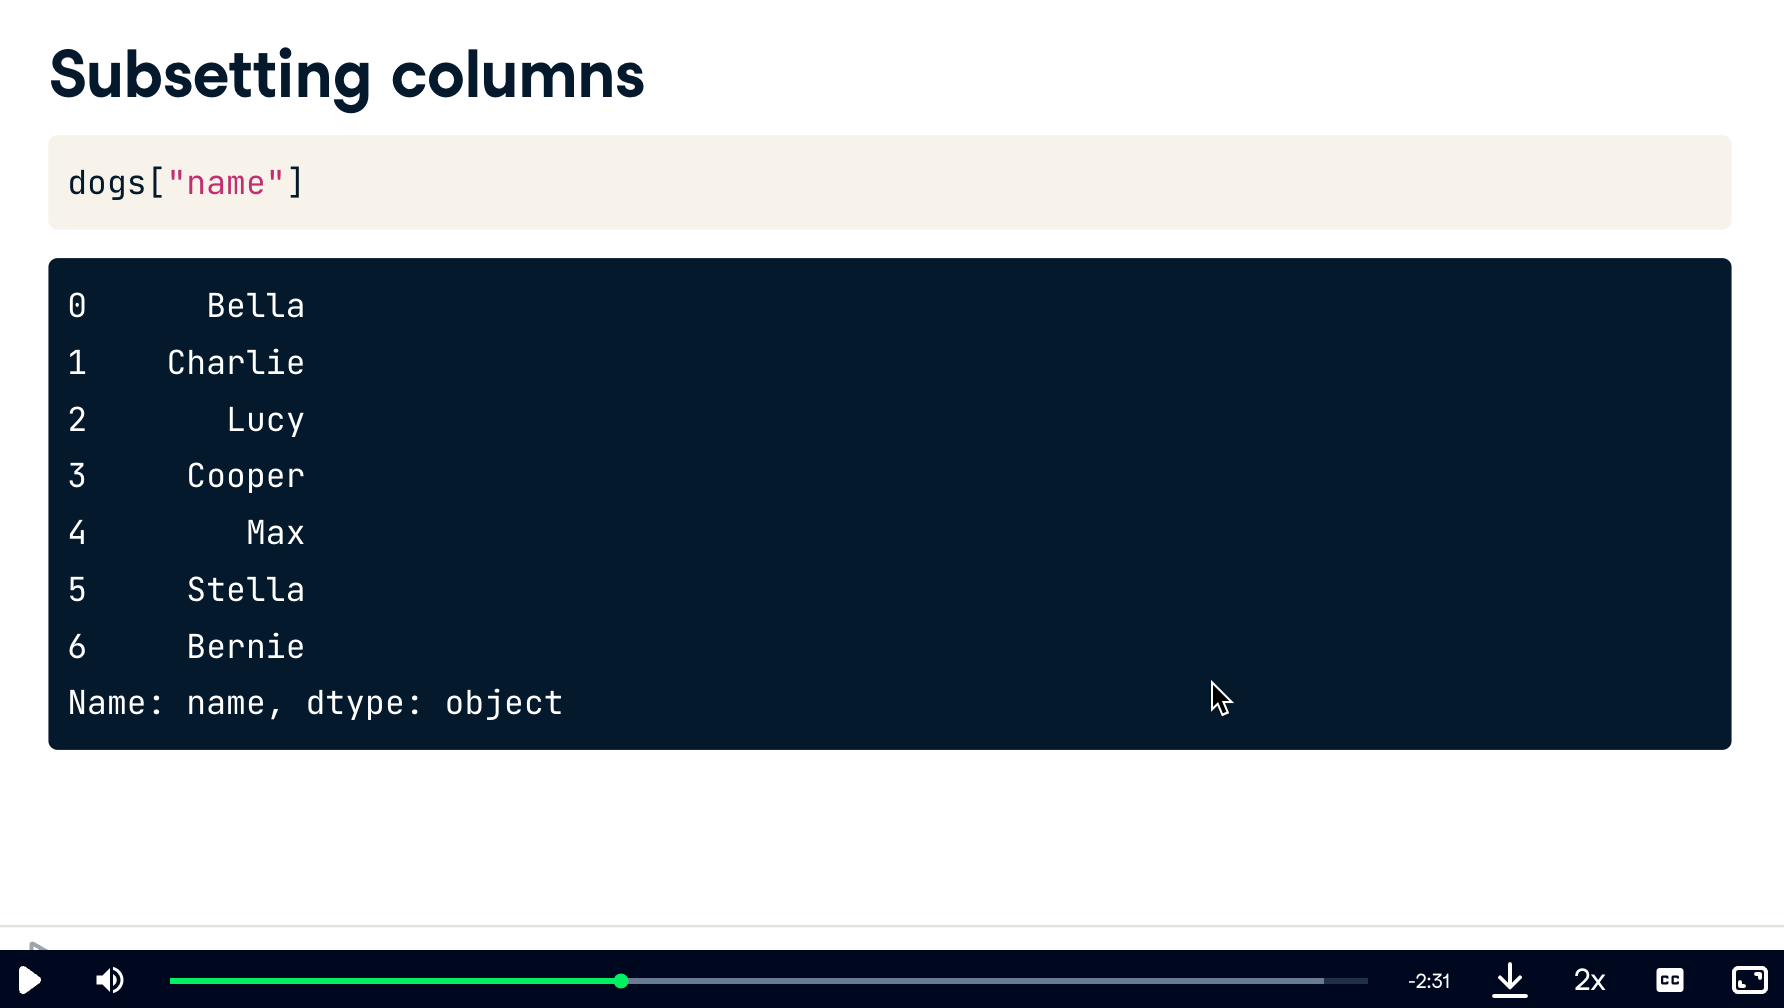 Subsetting columns
dogs["name"]
0      Bella
1    Charlie
2       Lucy
3     Cooper
4        Max
5     Stella
6     Bernie
Name: name, dtype: object
-2:31
2x
CC